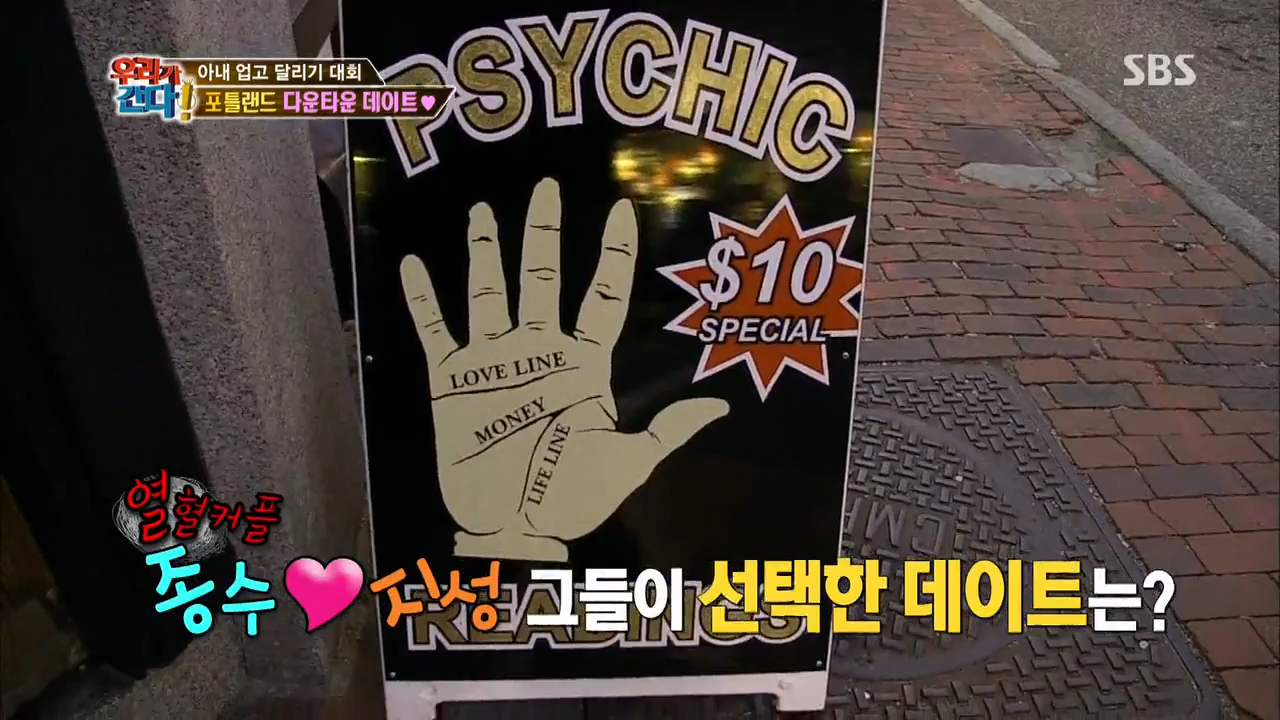 우리가
간다!
아내 업고 달리기 대회
포틀랜드 다운타운 데이트♥
SBS
PSYCHIC
$10
SPECIAL
LOVE LINE
MONEY
LIFE LINE
열혈커플
종수♥지성 그들이 선택한 데이트는?
READINGS